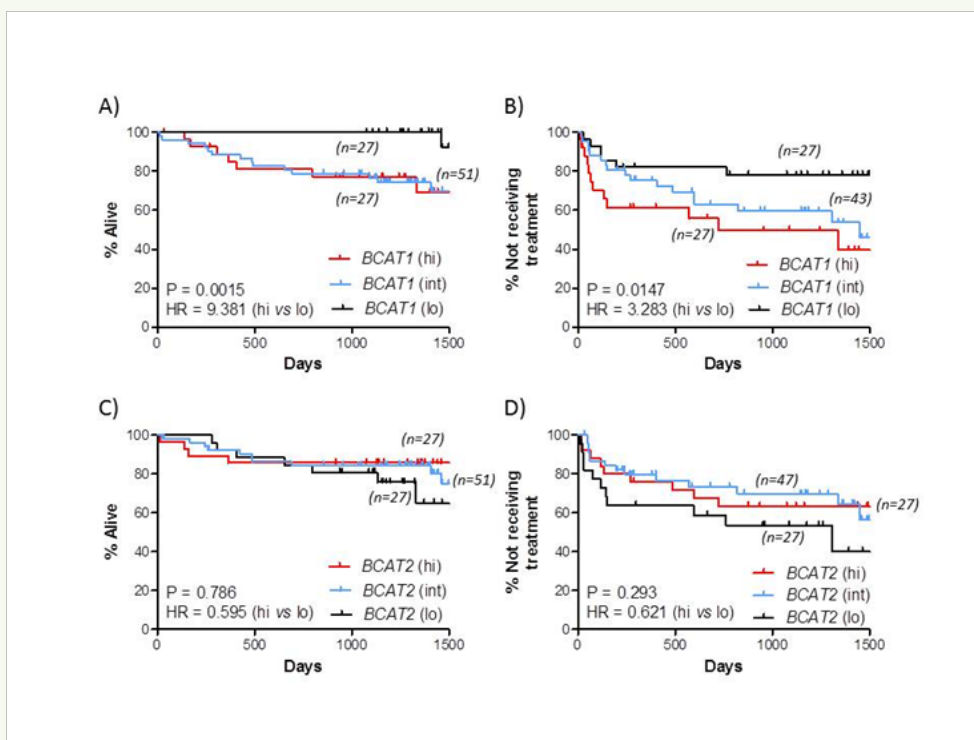 A)
100
80
60
40
20
0
% Alive
(n=27)
(n=51)
(n=27)
BCAT1 (hi)
BCAT1 (int)
BCAT1 (lo)
P = 0.0015
HR = 9.381 (hi vs lo)
0
500
1000
1500
Days
B)
100
80
60
40
20
0
% Not receiving
treatment
(n=27)
(n=43)
(n=27)
BCAT1 (hi)
BCAT1 (int)
BCAT1 (lo)
P = 0.0147
HR = 3.283 (hi vs lo)
0
500
1000
1500
Days
C)
100
80
60
40
20
0
% Alive
(n=27)
(n=51)
(n=27)
BCAT2 (hi)
BCAT2 (int)
BCAT2 (lo)
P = 0.786
HR = 0.595 (hi vs lo)
0
500
1000
1500
Days
D)
100
80
60
40
20
0
% Not receiving
treatment
(n=47)
(n=27)
(n=27)
BCAT2 (hi)
BCAT2 (int)
BCAT2 (lo)
P = 0.293
HR = 0.621 (hi vs lo)
0
500
1000
1500
Days